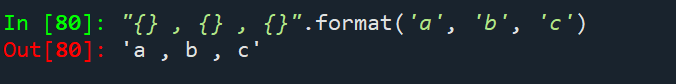 In [80]: "{} , {} , {}".format('a', 'b', 'c')
Out[80]: 'a , b , c'